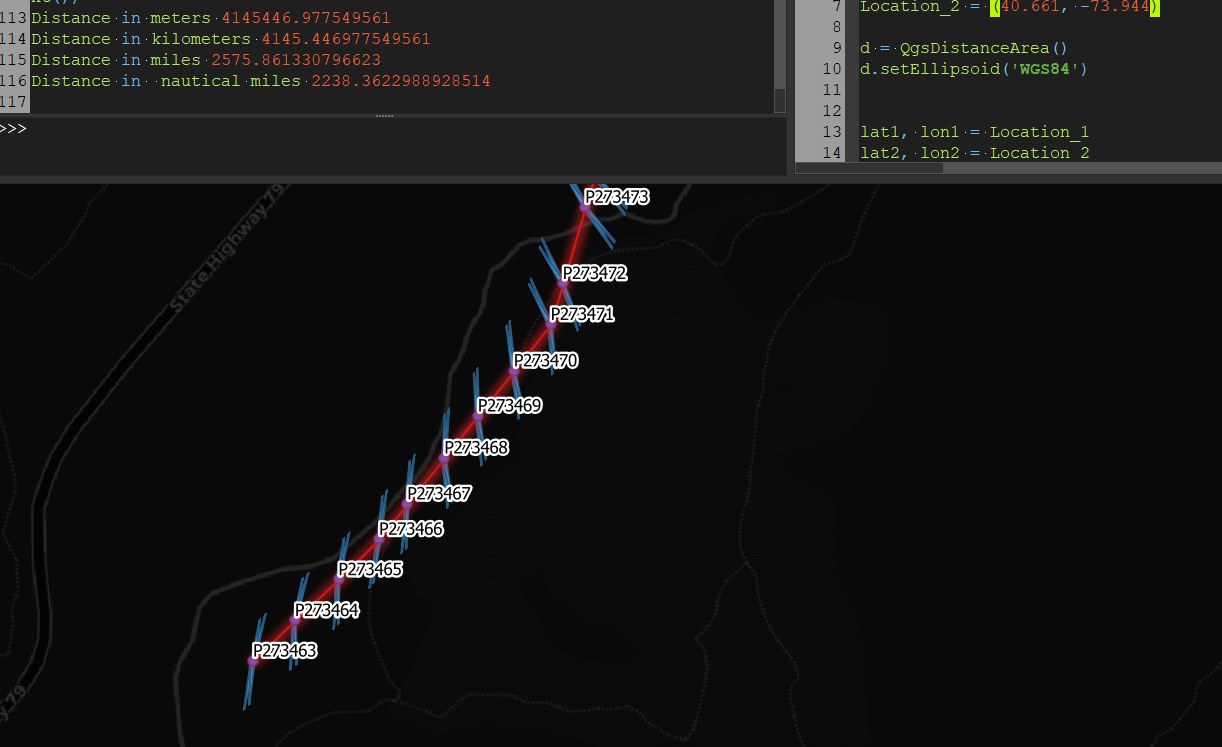 113 Distance in meters 4145446.977549561
114 Distance in kilometers 4145.446977549561
115 Distance in miles 2575.861330796623
116 Distance in  nautical miles 2238.3622988928514
117
>>>
7 Location_2 = (40.661, -73.944)
8
9 d = QgsDistanceArea()
10 d.setEllipsoid('WGS84')
11
12
13 lat1, lon1 = Location_1
14 lat2, lon2 = Location_2
State Highway 79
P273473
P273472
P273471
P273470
P273469
P273468
P273467
P273466
P273465
P273464
P273463
79